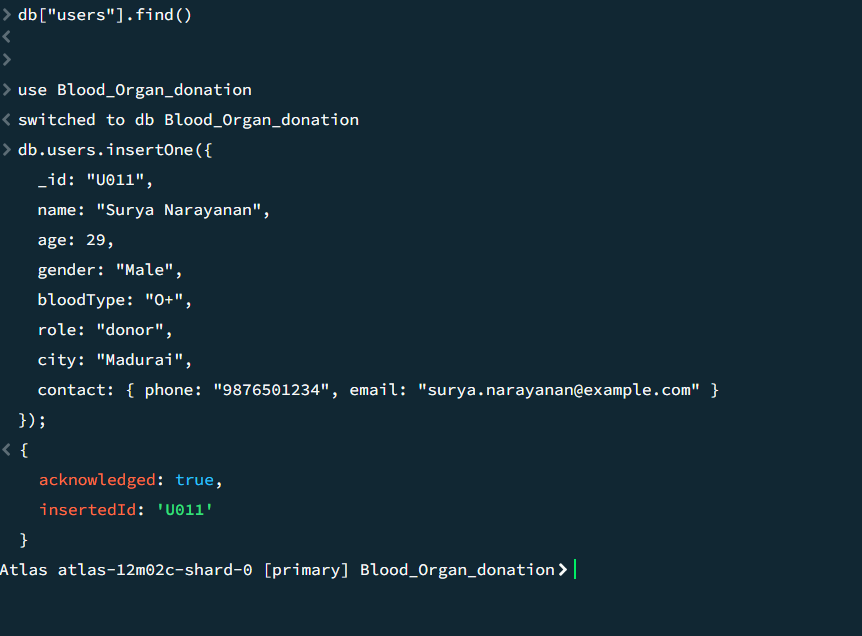 > db["users"].find()
<
>
> use Blood_Organ_donation
< switched to db Blood_Organ_donation
> db.users.insertOne({
    _id: "U011",
    name: "Surya Narayanan",
    age: 29,
    gender: "Male",
    bloodType: "O+",
    role: "donor",
    city: "Madurai",
    contact: { phone: "9876501234", email: "surya.narayanan@example.com" }
  });
< {
    acknowledged: true,
    insertedId: 'U011'
  }
Atlas atlas-12m02c-shard-0 [primary] Blood_Organ_donation>